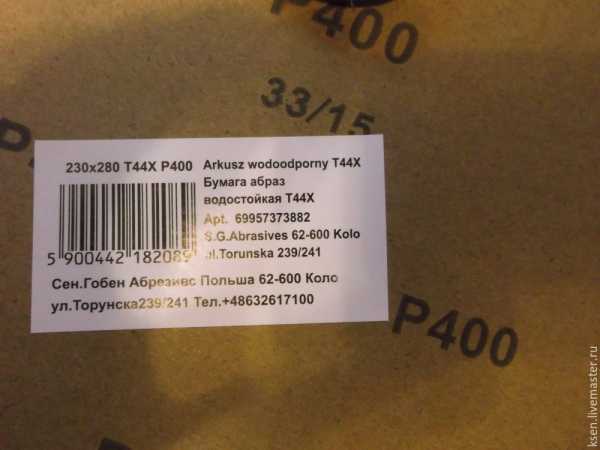 P400
33/15
230x280 T44X P400
Arkusz wodoodporny T44X
Бумага абраз
водостойкая T44X
Арт. 69957373882
S.G.Abrasives 62-600 Kolo
ul.Torunska 239/241
5 900442 182089
Сен.Гобен Абрезивс Польша 62-600 Коло
ул.Торунска239/241 Тел.+48632617100
P400
ksen.livemaster.ru